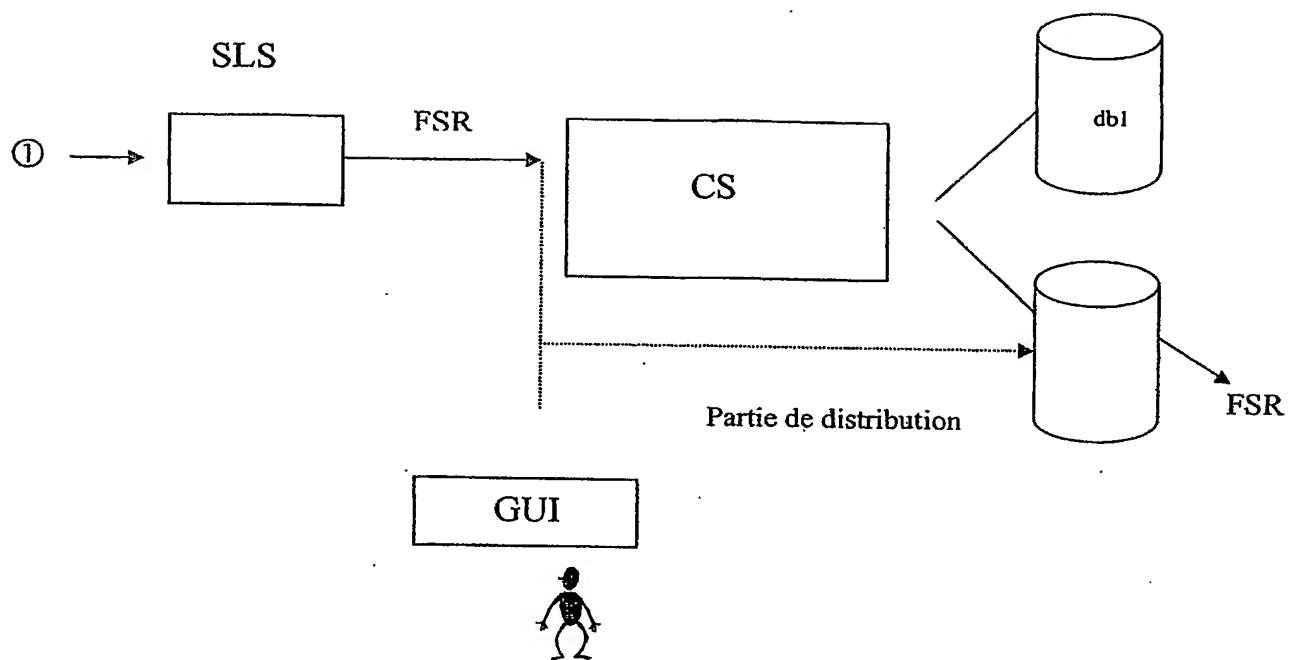 SLS
①
FSR
CS
db1
Partie de distribution
FSR
GUI